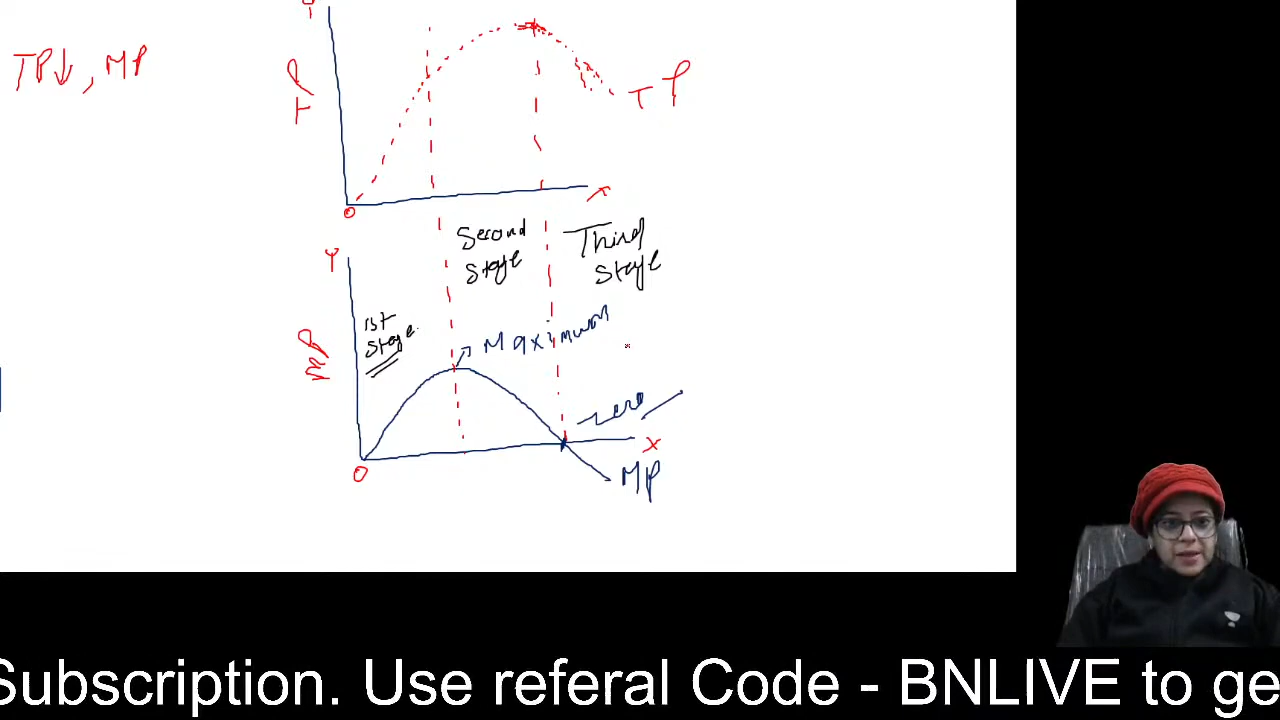 TP↓, MP
TP
TP
X
O
Second
Stage
Third
Stage
Y
1st
Stage
Maximum
MP
Zero
X
O
MP
Subscription. Use referal Code - BNLIVE to ge